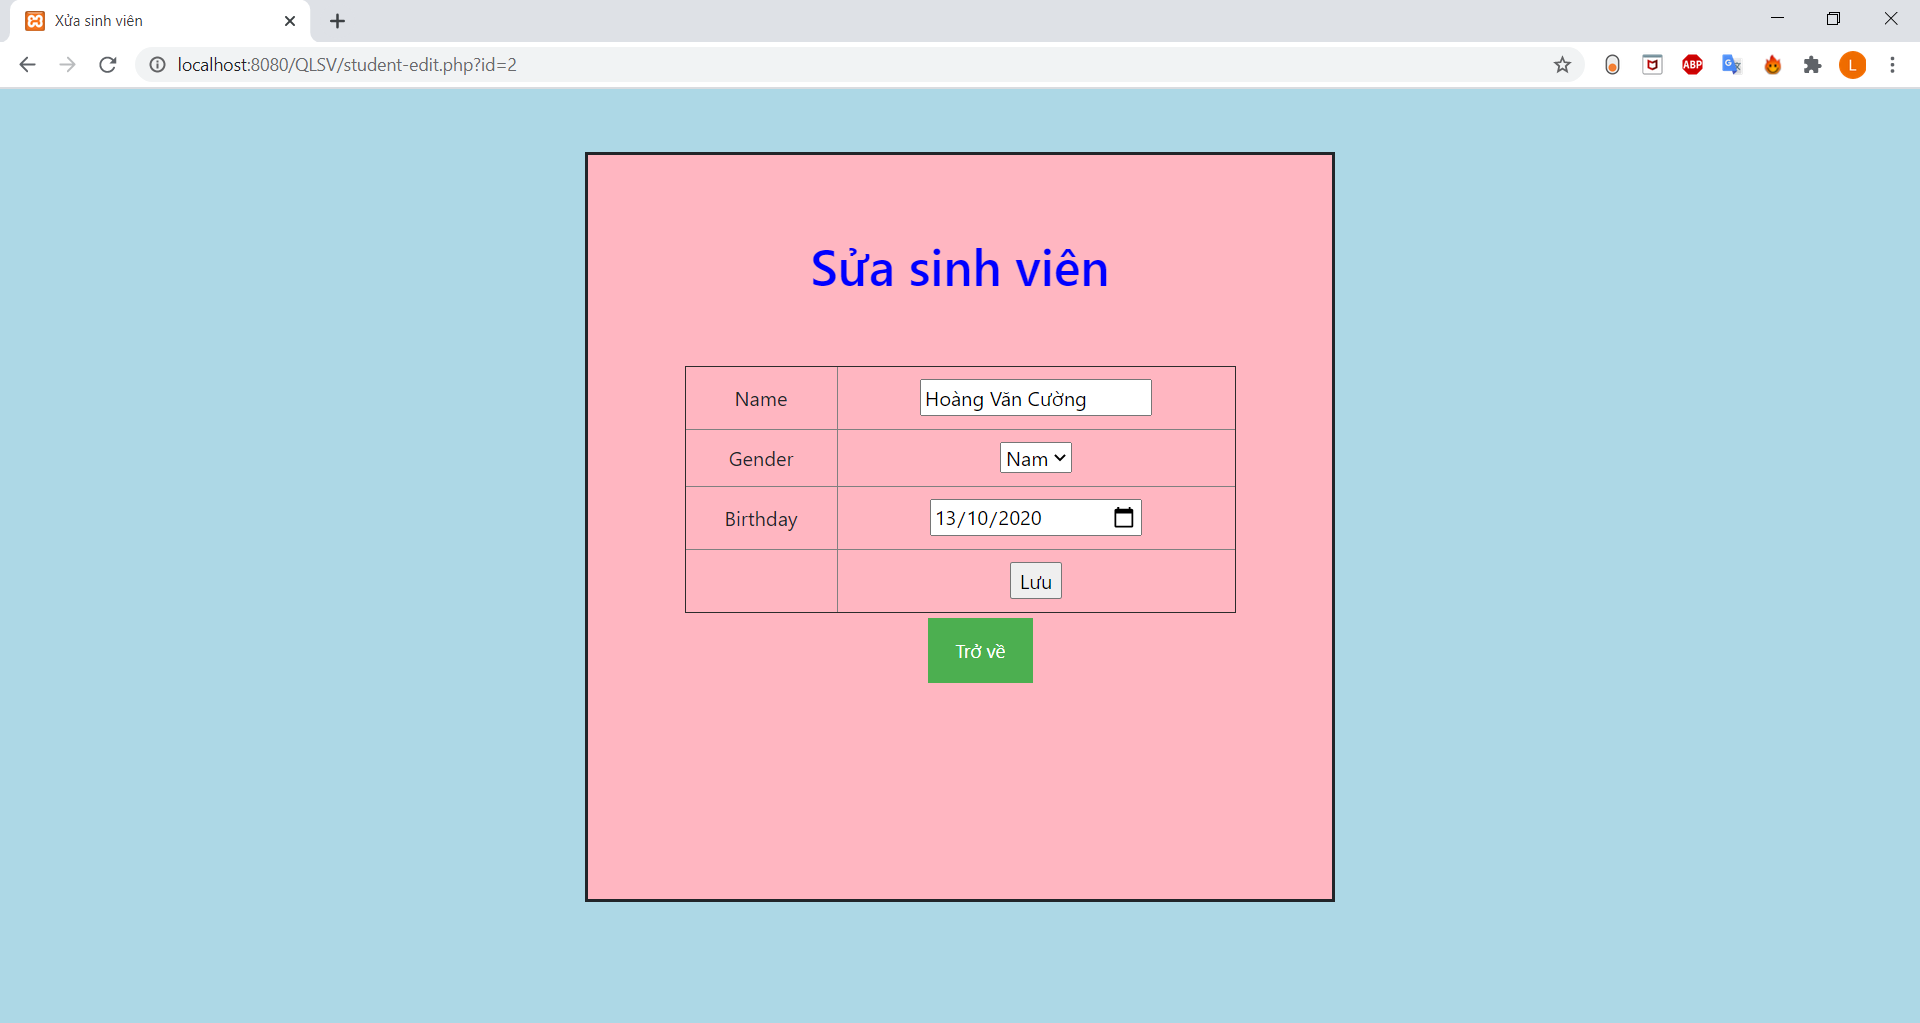 Xửa sinh viên
localhost:8080/QLSV/student-edit.php?id=2
ABP
G
L
Sửa sinh viên
Name Hoàng Văn Cường
Gender Nam
Birthday 13/10/2020
Lưu
Trở về